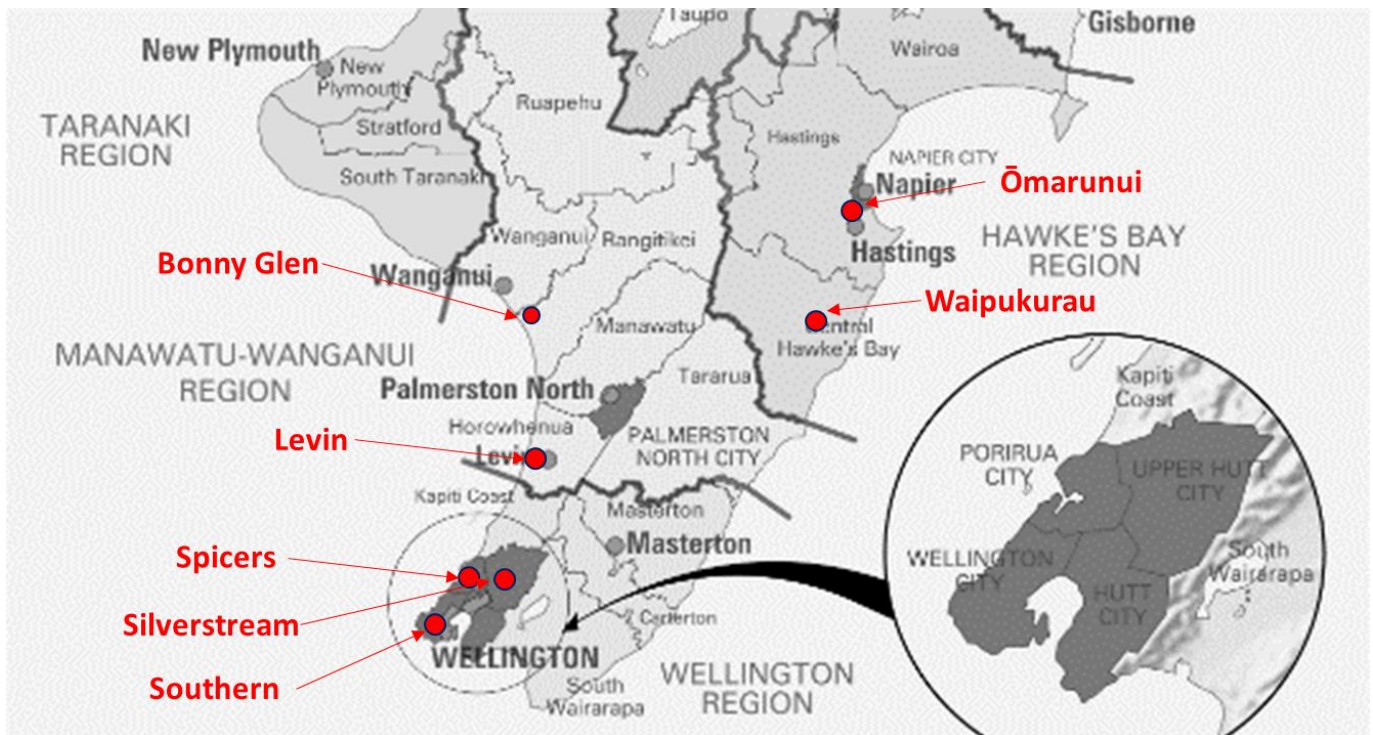 Taupo
Gisborne
New Plymouth
New
Plymouth
Wairoa
Ruapehu
TARANAKI
REGION
Stratford
Hastings
South Taranaki
NAPIER CITY
Napier
Ōmarunui
Wanganui
Rangitikei
HAWKE'S BAY
REGION
Hastings
Bonny Glen
Wanganui
Waipukurau
Manawatu
Central
Hawke's Bay
MANAWATU-WANGANUI
REGION
Tararua
Palmerston North
Kapiti
Coast
Horowhenua
PALMERSTON
NORTH CITY
Levin
Levin
PORIRUA
CITY
UPPER HUTT
CITY
Kapiti Coast
Masterton
Masterton
Spicers
WELLINGTON
CITY
South
Wairarapa
HUTT
CITY
Silverstream
Carterton
WELLINGTON
WELLINGTON
REGION
Southern
South
Wairarapa